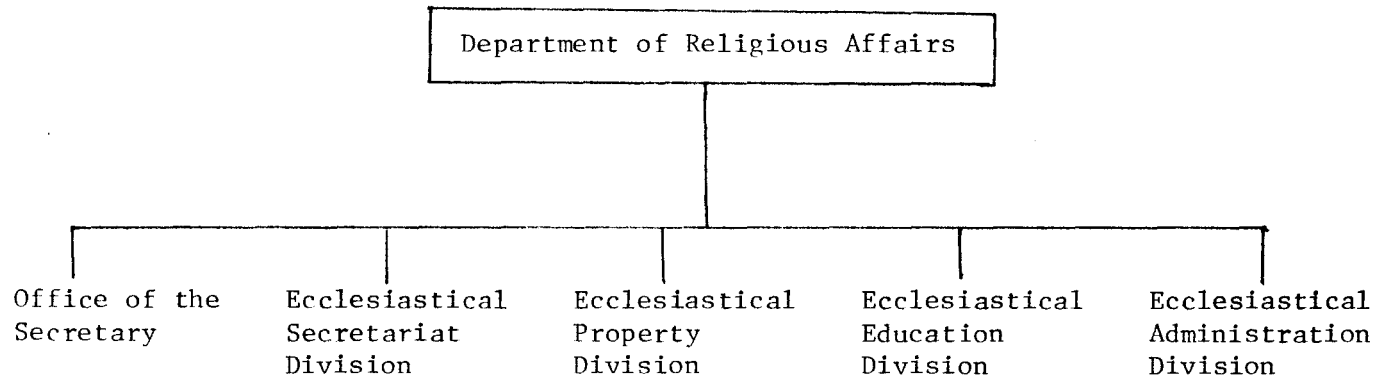 Department of Religious Affairs
Office of the
Secretary
Ecclesiastical
Secretariat
Division
Ecclesiastical
Property
Division
Ecclesiastical
Education
Division
Ecclesiastical
Administration
Division